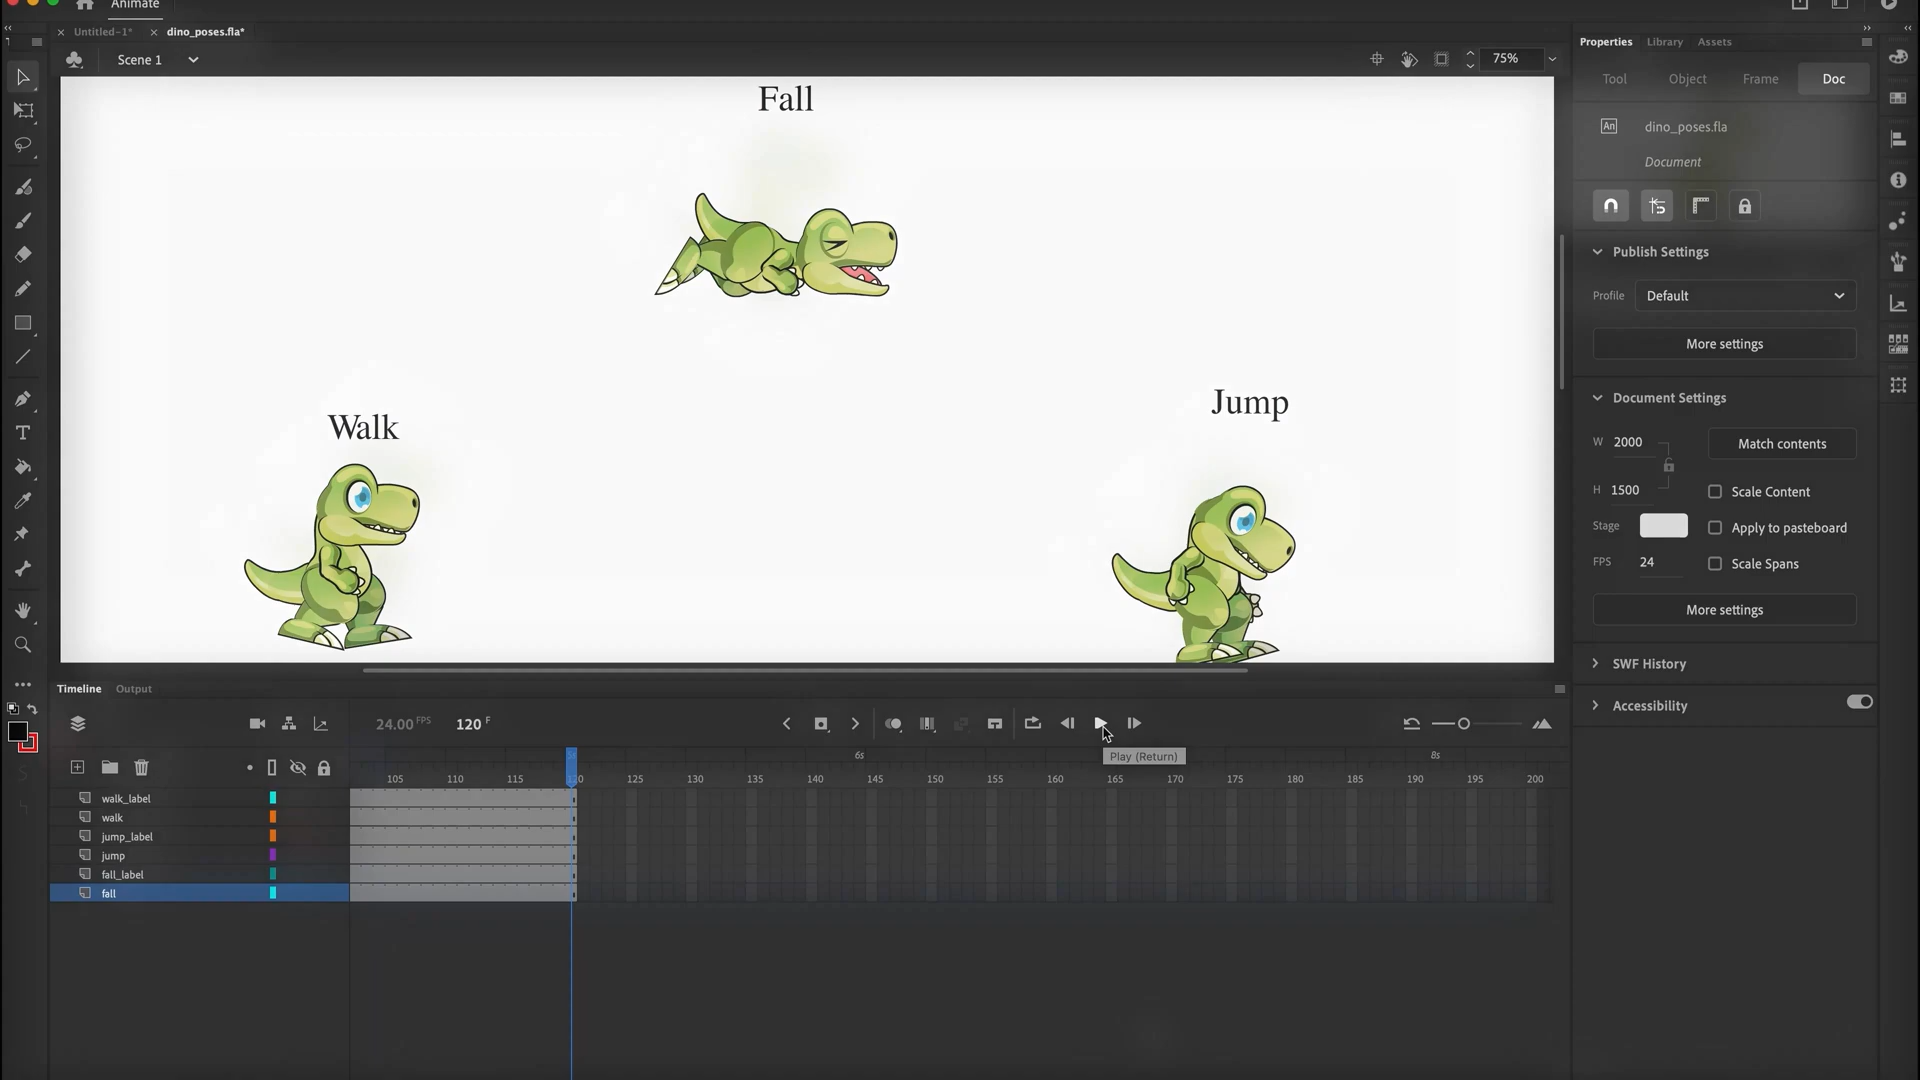 Animate
Untitled-1*
dino_poses.fla*
Scene 1
75%
Properties
Library
Assets
Tool
Object
Frame
Doc
An
dino_poses.fla
Document
Publish Settings
Profile
Default
More settings
Document Settings
W 2000
Match contents
H 1500
Scale Content
Stage
Apply to pasteboard
FPS 24
Scale Spans
More settings
SWF History
Accessibility
Fall
Walk
Jump
Timeline
Output
24.00 FPS
120 F
Play (Return)
5s 6s 8s
105 110 115 120 125 130 135 140 145 150 155 160 165 170 175 180 185 190 195 200
walk_label
walk
jump_label
jump
fall_label
fall